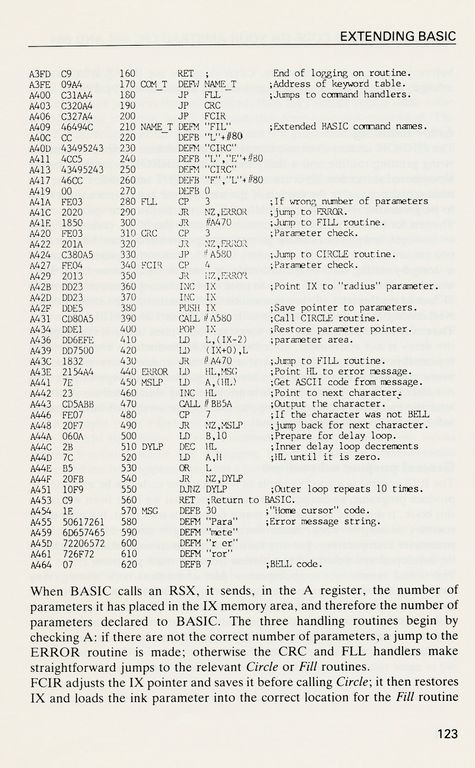 EXTENDING BASIC
A3FD C9 160 RET ; End of logging on routine.
A3FE 09A4 170 COM_T DEFW NAME_T ;Address of keyword table.
A400 C31AA4 180 JP FLL ;Jumps to command handlers.
A403 C320A4 190 JP CRC
A406 C327A4 200 JP FCIR
A409 46494C 210 NAME_T DEFM "FIL" ;Extended BASIC command names.
A40C CC 220 DEFB "L"+#80
A40D 43495243 230 DEFM "CIRC"
A411 4CC5 240 DEFB "L","E"+#80
A413 43495243 250 DEFM "CIRC"
A417 46CC 260 DEFB "F","L"+#80
A419 00 270 DEFB 0
A41A FE03 280 FLL CP 3 ;If wrong number of parameters
A41C 2020 290 JR NZ,ERROR ;jump to ERROR.
A41E 1850 300 JR #A470 ;Jump to FILL routine.
A420 FE03 310 CRC CP 3 ;Parameter check.
A422 201A 320 JR NZ,ERROR
A424 C380A5 330 JP #A580 ;Jump to CIRCLE routine.
A427 FE04 340 FCIR CP 4 ;Parameter check.
A429 2013 350 JR NZ,ERROR
A42B DD23 360 INC IX ;Point IX to "radius" parameter.
A42D DD23 370 INC IX
A42F DDE5 380 PUSH IX ;Save pointer to parameters.
A431 CD80A5 390 CALL #A580 ;Call CIRCLE routine.
A434 DDE1 400 POP IX ;Restore parameter pointer.
A436 DD6EFE 410 LD L,(IX-2) ;parameter area.
A439 DD7500 420 LD (IX+0),L
A43C 1832 430 JR #A470 ;Jump to FILL routine.
A43E 2154A4 440 ERROR LD HL,MSG ;Point HL to error message.
A441 7E 450 MSLP LD A,(HL) ;Get ASCII code from message.
A442 23 460 INC HL ;Point to next character.
A443 CD5ABB 470 CALL #BB5A ;Output the character.
A446 FE07 480 CP 7 ;If the character was not BELL
A448 20F7 490 JR NZ,MSLP ;jump back for next character.
A44A 060A 500 LD B,10 ;Prepare for delay loop.
A44C 2B 510 DYLP DEC HL ;Inner delay loop decrements
A44D 7C 520 LD A,H ;HL until it is zero.
A44E B5 530 OR L
A44F 20FB 540 JR NZ,DYLP
A451 10F9 550 DJNZ DYLP ;Outer loop repeats 10 times.
A453 C9 560 RET ;Return to BASIC.
A454 1E 570 MSG DEFB 30 ;"Home cursor" code.
A455 50617261 580 DEFM "Para" ;Error message string.
A459 6D657465 590 DEFM "mete"
A45D 72206572 600 DEFM "r er"
A461 726F72 610 DEFM "ror"
A464 07 620 DEFB 7 ;BELL code.
When BASIC calls an RSX, it sends, in the A register, the number of
parameters it has placed in the IX memory area, and therefore the number of
parameters declared to BASIC. The three handling routines begin by
checking A: if there are not the correct number of parameters, a jump to the
ERROR routine is made; otherwise the CRC and FLL handlers make
straightforward jumps to the relevant Circle or Fill routines.
FCIR adjusts the IX pointer and saves it before calling Circle; it then restores
IX and loads the ink parameter into the correct location for the Fill routine
123